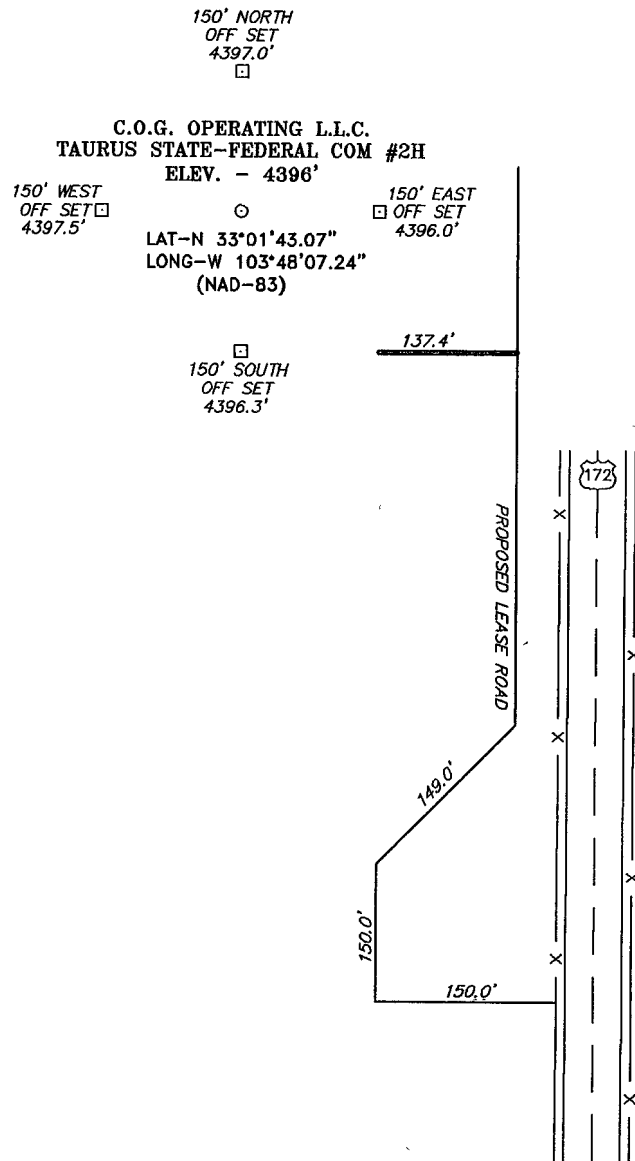 150' NORTH
OFF SET
4397.0'
C.O.G. OPERATING L.L.C.
TAURUS STATE-FEDERAL COM #2H
ELEV. - 4396'
150' WEST
OFF SET
4397.5'
150' EAST
OFF SET
4396.0'
LAT-N 33°01'43.07"
LONG-W 103°48'07.24"
(NAD-83)
150' SOUTH
OFF SET
4396.3'
137.4'
172
PROPOSED LEASE ROAD
149.0'
150.0'
150.0'